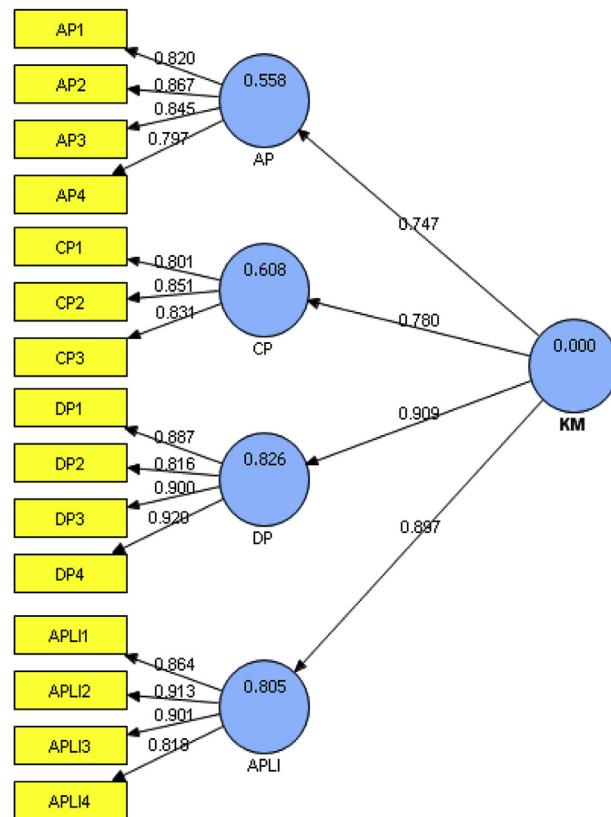 AP1
0.820
AP2
0.867
0.558
AP3
0.845
0.797
AP
AP4
0.747
CP1
0.801
0.608
CP2
0.851
0.831
0.780
CP
CP3
0.000
KM
DP1
0.909
0.887
DP2
0.816
0.826
0.900
DP3
0.920
DP
0.897
DP4
APLI1
0.864
APLI2
0.913
0.805
0.901
APLI3
0.818
APLI
APLI4